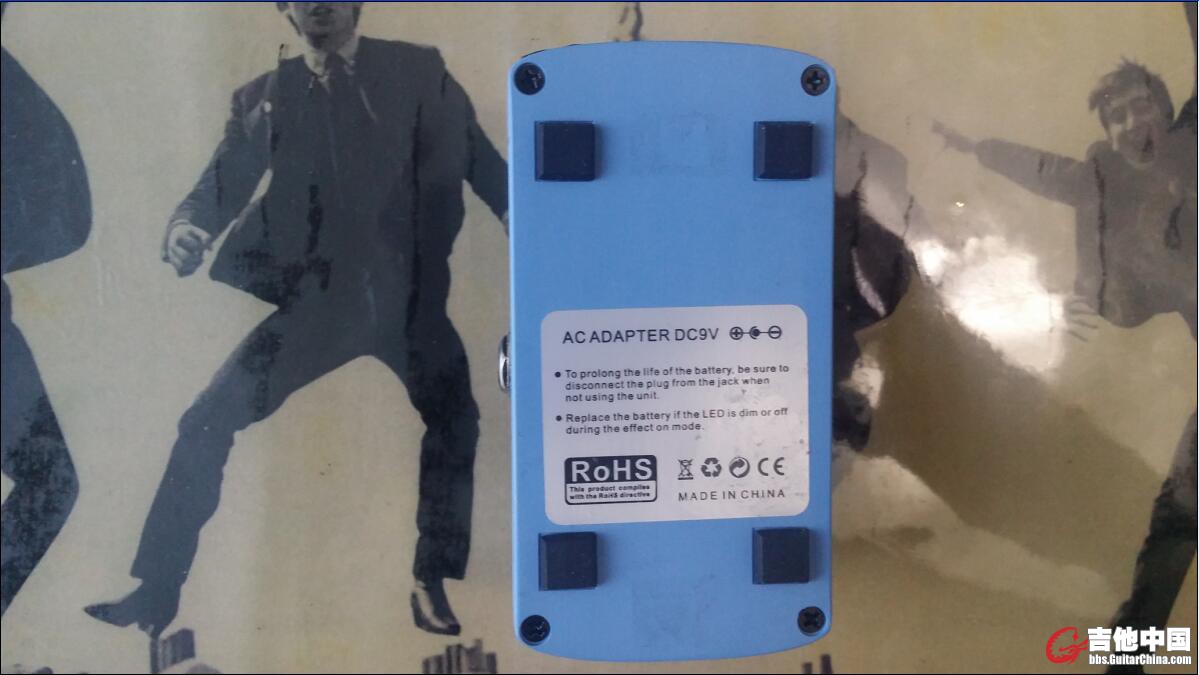 AC ADAPTER DC9V
● To prolong the life of the battery, be sure to
disconnect the plug from the jack when
not using the unit.
● Replace the battery if the LED is dim or off
during the effect on mode.
RoHS
This product complies
with the RoHS directive
CE
MADE IN CHINA
吉他中国
bbs.GuitarChina.com